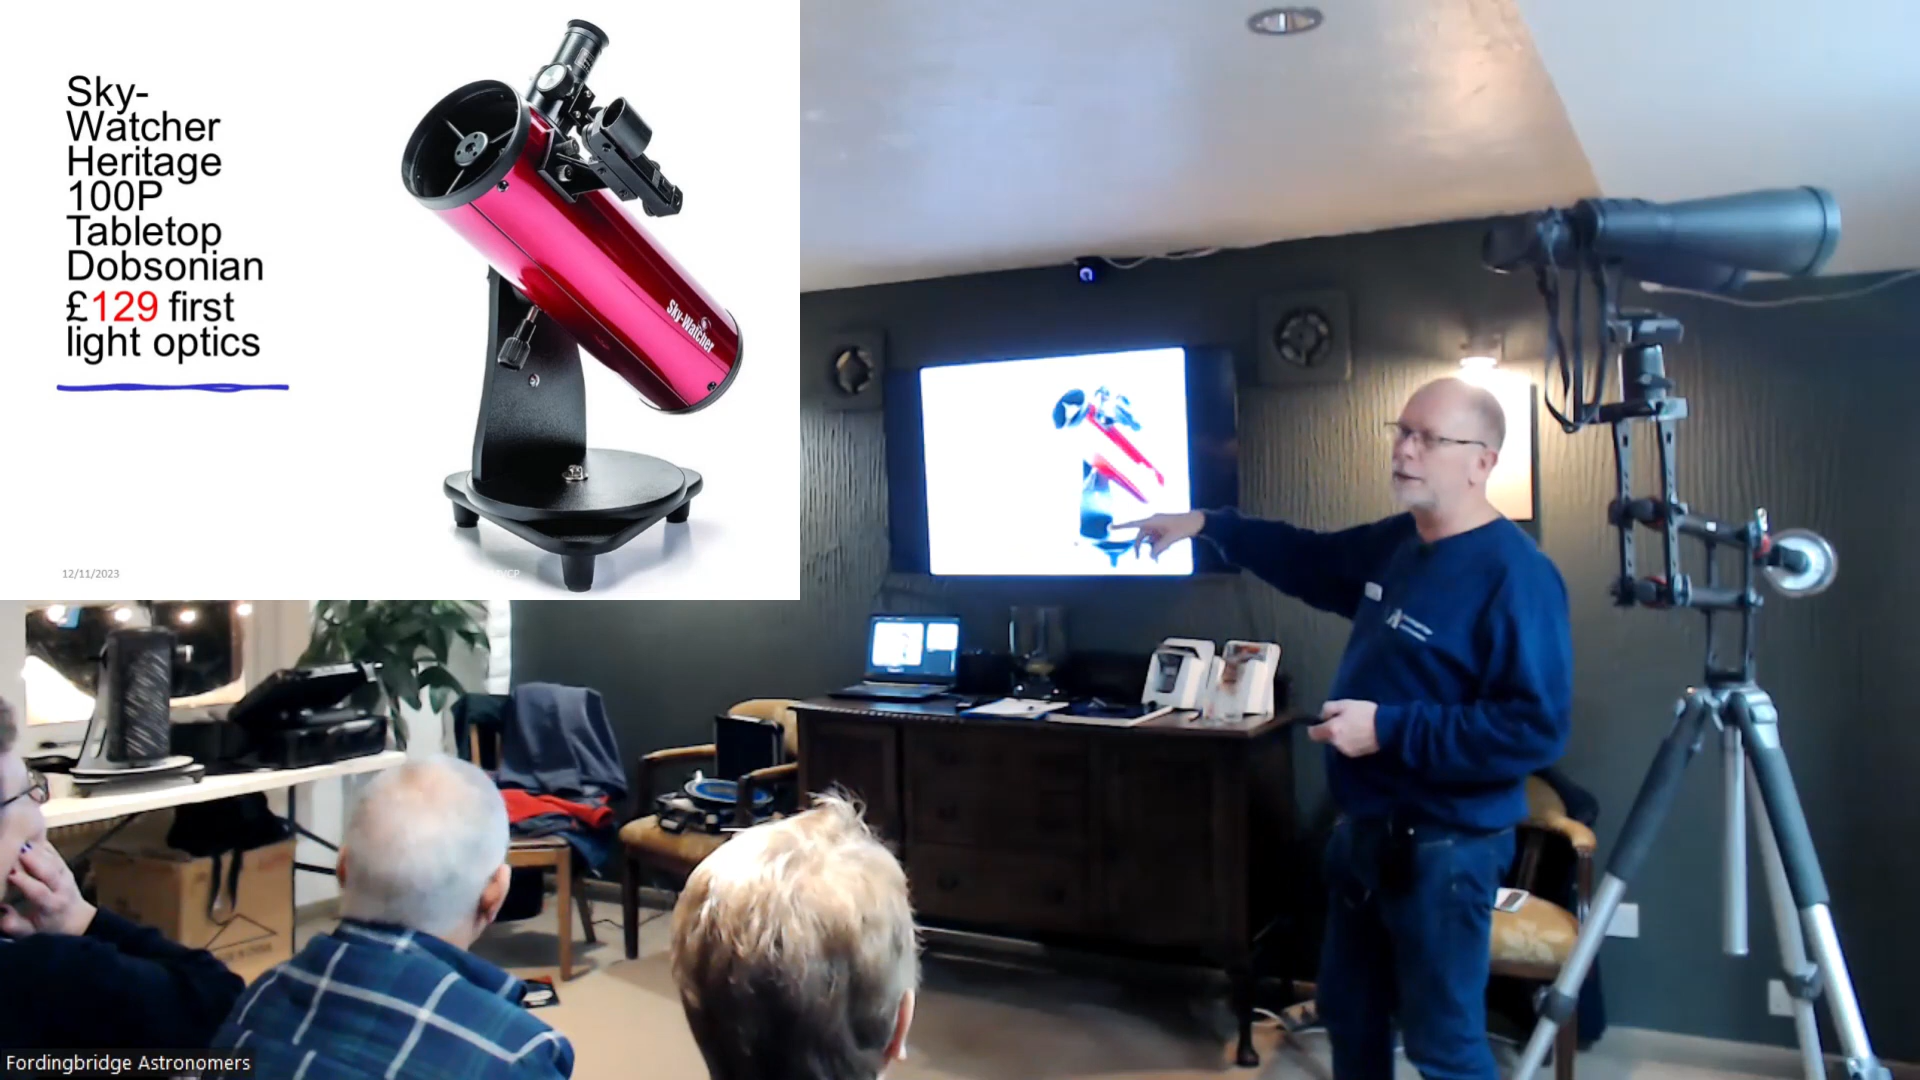 Sky-
Watcher
Heritage
100P
Tabletop
Dobsonian
£129 first
light optics
Sky-Watcher
12/11/2023
Fordingbridge Astronomers